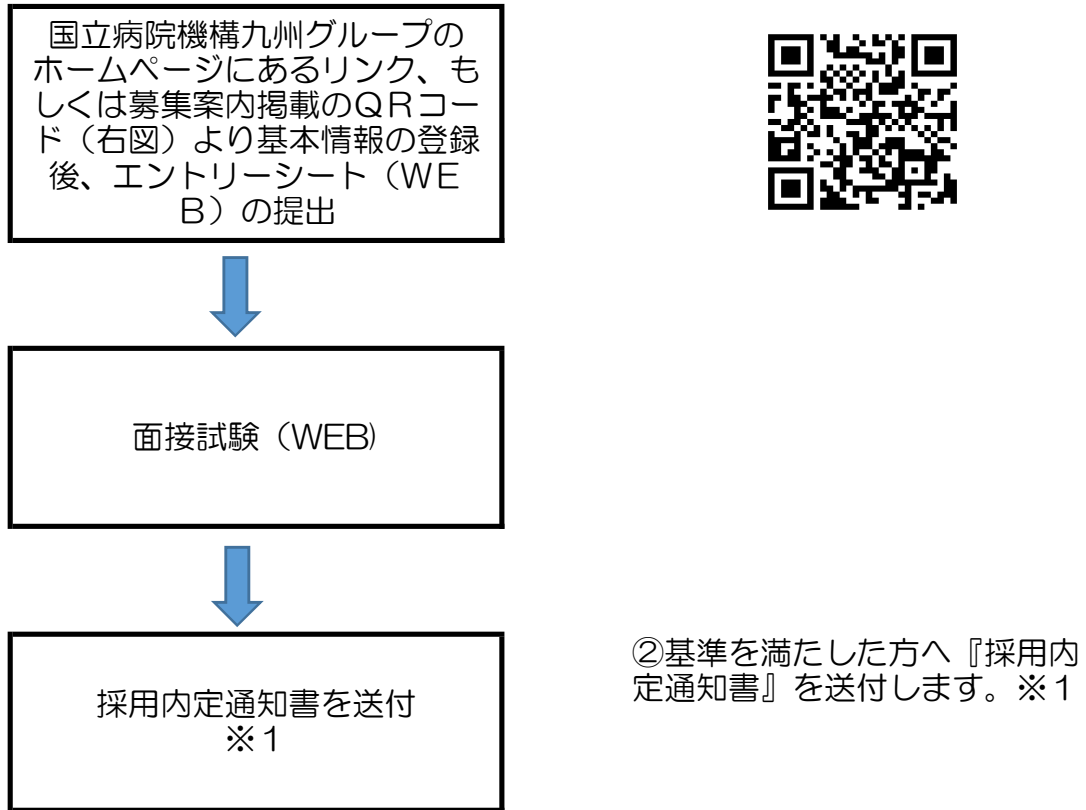 国立病院機構九州グループの
ホームページにあるリンク、も
しくは募集案内掲載のＱＲコー
ド（右図）より基本情報の登録
後、エントリーシート（ＷＥ
Ｂ）の提出
面接試験（WEB)
採用内定通知書を送付
※１
②基準を満たした方へ『採用内
定通知書』を送付します。※１